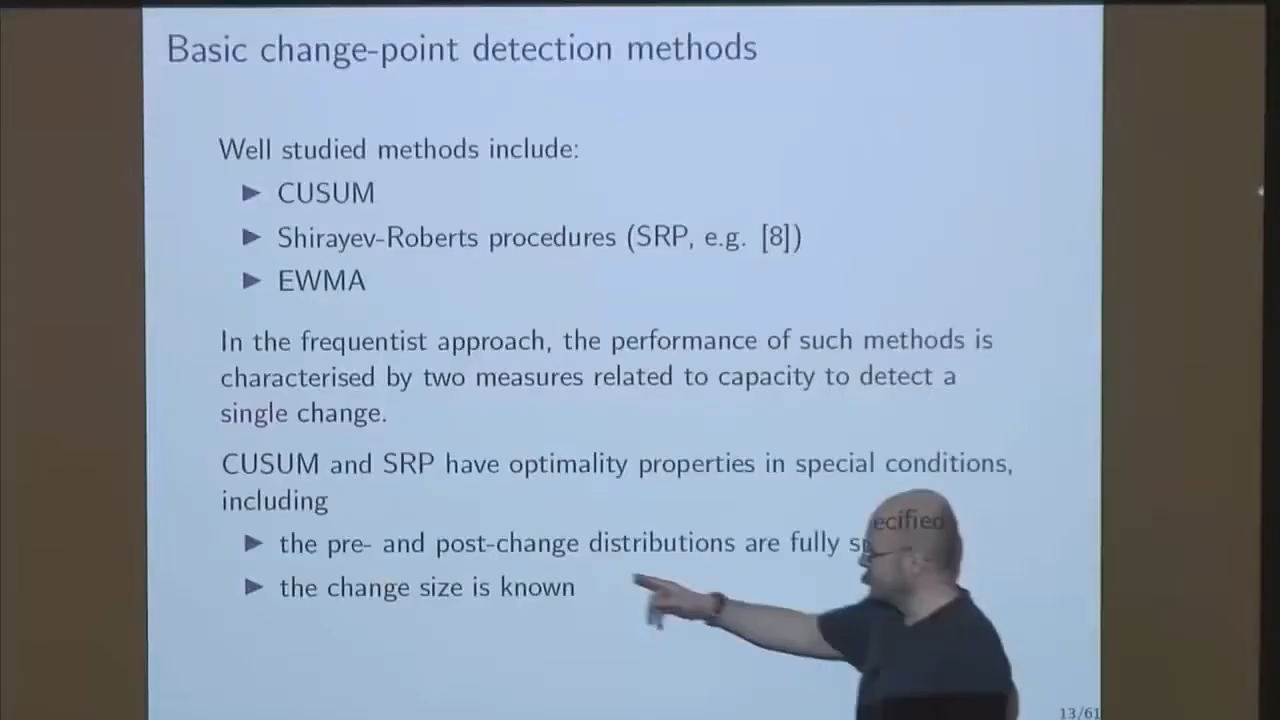 Basic change-point detection methods
Well studied methods include:
▶ CUSUM
▶ Shirayev-Roberts procedures (SRP, e.g. [8])
▶ EWMA
In the frequentist approach, the performance of such methods is
characterised by two measures related to capacity to detect a
single change.
CUSUM and SRP have optimality properties in special conditions,
including
▶ the pre- and post-change distributions are fully specified
▶ the change size is known
13/61